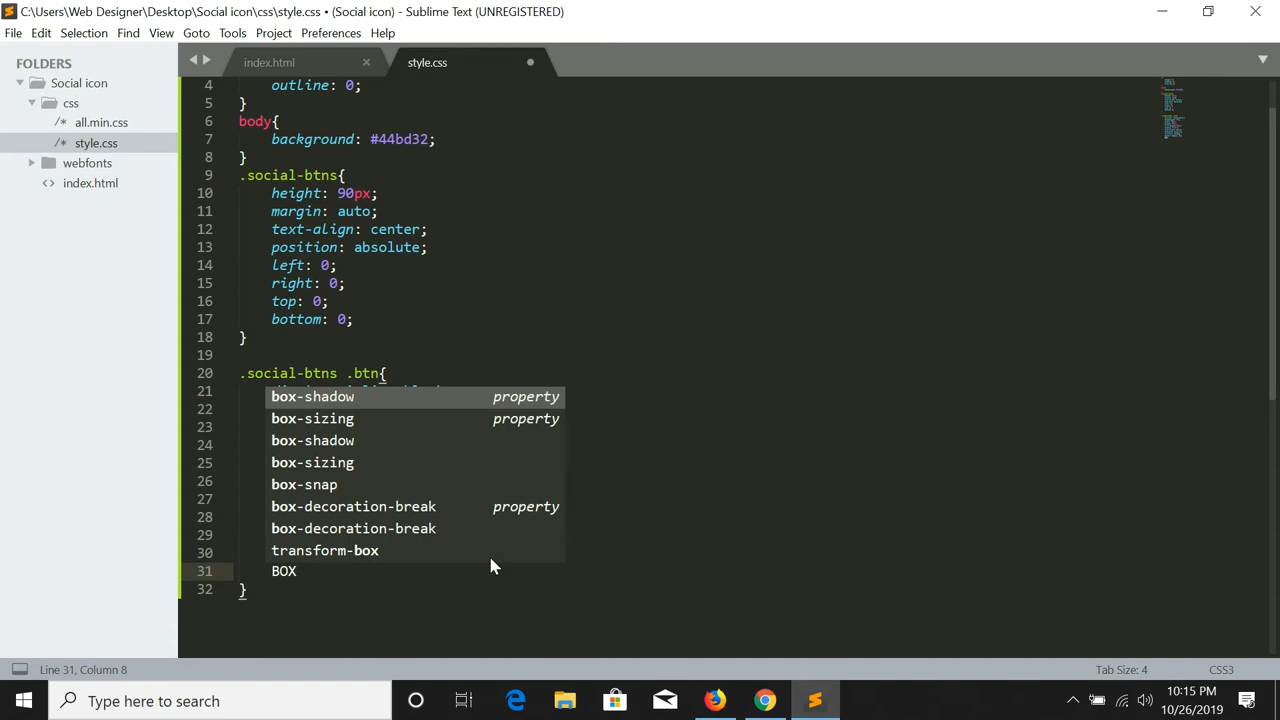 C:\Users\Web Designer\Desktop\Social icon\css\style.css • (Social icon) - Sublime Text (UNREGISTERED)
File Edit Selection Find View Goto Tools Project Preferences Help
FOLDERS
Social icon
css
/* all.min.css
/* style.css
webfonts
<> index.html
index.html ×
style.css
4 outline: 0;
5 }
6 body{
7 background: #44bd32;
8 }
9 .social-btns{
10 height: 90px;
11 margin: auto;
12 text-align: center;
13 position: absolute;
14 left: 0;
15 right: 0;
16 top: 0;
17 bottom: 0;
18 }
19
20 .social-btns .btn{
21
22
23
24
25
26
27
28
29
30
31 BOX
32 }
box-shadow property
box-sizing property
box-shadow
box-sizing
box-snap
box-decoration-break property
box-decoration-break
transform-box
Line 31, Column 8
Tab Size: 4
CSS3
Type here to search
10:15 PM
10/26/2019